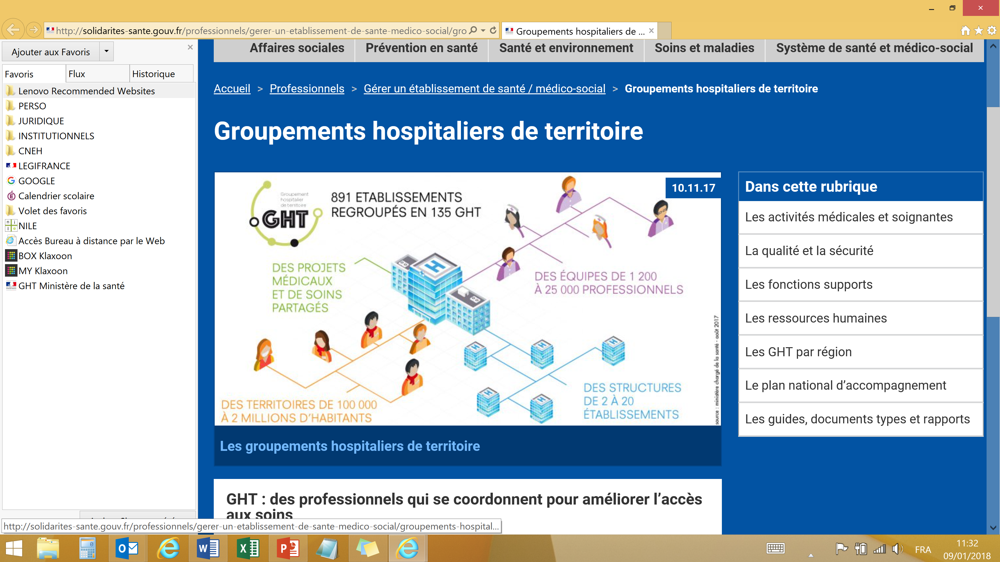 http://solidarites-sante.gouv.fr/professionnels/gerer-un-etablissement-de-sante-medico-social/gro
Groupements hospitaliers de ...
Ajouter aux Favoris
Favoris
Flux
Historique
Lenovo Recommended Websites
PERSO
JURIDIQUE
INSTITUTIONNELS
CNEH
LEGIFRANCE
GOOGLE
Calendrier scolaire
Volet des favoris
NILE
Accès Bureau à distance par le Web
BOX Klaxoon
MY Klaxoon
GHT Ministère de la santé
Affaires sociales
Prévention en santé
Santé et environnement
Soins et maladies
Système de santé et médico-social
Accueil > Professionnels > Gérer un établissement de santé / médico-social > Groupements hospitaliers de territoire
Groupements hospitaliers de territoire
10.11.17
Groupement
hospitalier
de territoire
GHT
891 ETABLISSEMENTS
REGROUPÉS EN 135 GHT
DES PROJETS
MÉDICAUX
ET DE SOINS
PARTAGÉS
DES ÉQUIPES DE 1 200
À 25 000 PROFESSIONNELS
DES TERRITOIRES DE 100 000
À 2 MILLIONS D'HABITANTS
DES STRUCTURES
DE 2 À 20
ÉTABLISSEMENTS
source : ministère chargé de la santé - août 2017
Les groupements hospitaliers de territoire
GHT : des professionnels qui se coordonnent pour améliorer l’accès
aux soins
Dans cette rubrique
Les activités médicales et soignantes
La qualité et la sécurité
Les fonctions supports
Les ressources humaines
Les GHT par région
Le plan national d’accompagnement
Les guides, documents types et rapports
http://solidarites-sante.gouv.fr/professionnels/gerer-un-etablissement-de-sante-medico-social/groupements-hospital...
FRA
11:32
09/01/2018